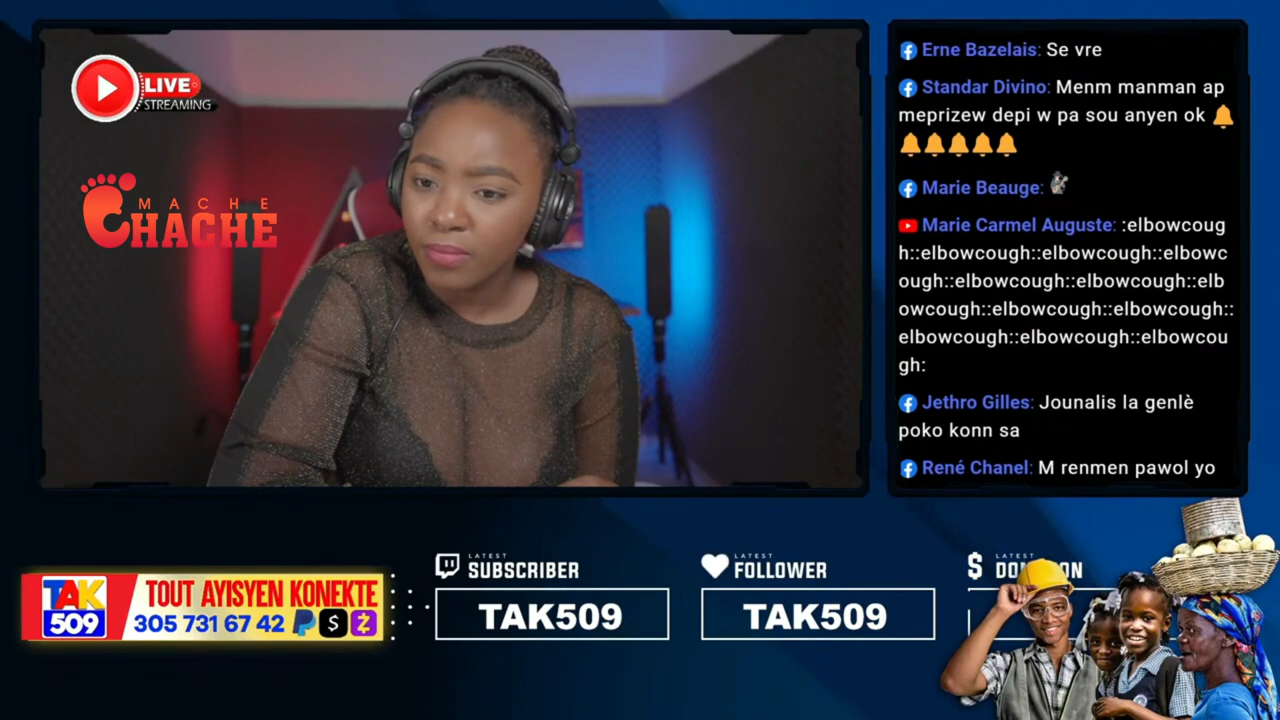 LIVE
STREAMING
MACHE
CHACHE
Erne Bazelais: Se vre
Standar Divino: Menm manman ap
meprizew depi w pa sou anyen ok
Marie Beauge:
Marie Carmel Auguste: :elbowcoug
h::elbowcough::elbowcough::elbowc
ough::elbowcough::elbowcough::elb
owcough::elbowcough::elbowcough::
elbowcough::elbowcough::elbowcou
gh:
Jethro Gilles: Jounalis la genlè
poko konn sa
René Chanel: M renmen pawol yo
TAK
509
TOUT AYISYEN KONEKTE
305 731 67 42
LATEST
SUBSCRIBER
TAK509
LATEST
FOLLOWER
TAK509
$
LATEST